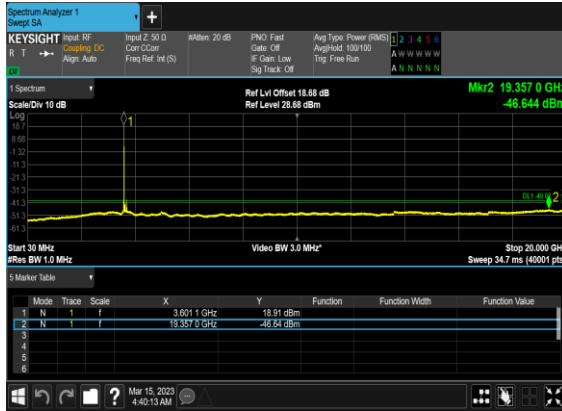 Spectrum Analyzer 1
Swept SA
+
KEYSIGHT Input: RF Input Z: 50 Ω #Atten: 20 dB PNO: Fast Avg Type: Power (RMS) 1 2 3 4 5 6
R T Coupling: DC Corr CCorr Gate: Off Avg|Hold: 100/100 A W W W W W
Align: Auto Freq Ref: Int (S) IF Gain: Low Trig: Free Run
LU Sig Track: Off A N N N N N
1 Spectrum Ref Lvl Offset 18.68 dB Mkr2 19.357 0 GHz
Scale/Div 10 dB Ref Level 28.68 dBm -46.644 dBm
Log
1
18.7
8.68
-1.32
-11.3
-21.3
-31.3
2
-41.3
-51.3
-61.3
Start 30 MHz Video BW 3.0 MHz* Stop 20.000 GH
#Res BW 1.0 MHz Sweep 34.7 ms (40001 pts
5 Marker Table
Mode Trace Scale X Y Function Function Width Function Value
1 N 1 f 3.601 1 GHz 18.91 dBm
2 N 1 f 19.357 0 GHz -46.64 dBm
3
4
5
6
? Mar 15, 2023
4:40:13 AM